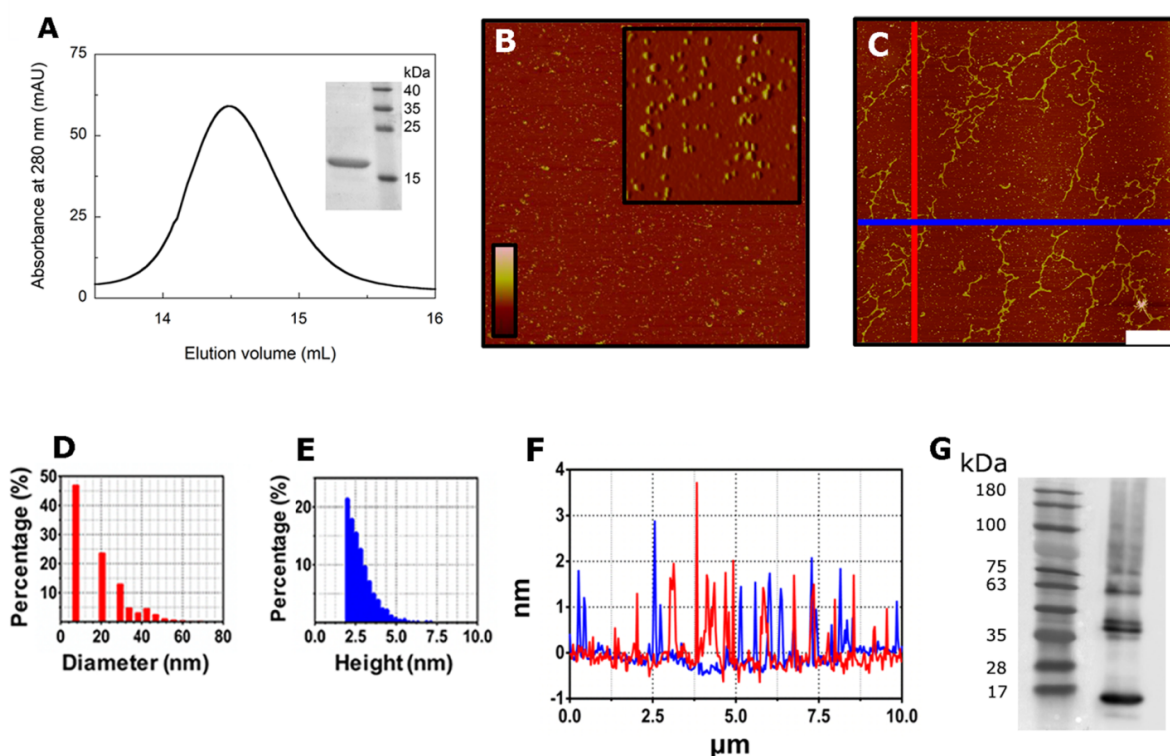 A
75
50
25
0
Absorbance at 280 nm (mAU)
14
15
16
Elution volume (mL)
kDa
40
35
25
15
B
C
D
Percentage (%)
50
40
30
20
10
0
20
40
60
80
Diameter (nm)
E
Percentage (%)
20
10
0.0
2.5
5.0
7.5
10.0
Height (nm)
F
nm
4
3
2
1
0
-1
0.0
2.5
5.0
7.5
10.0
μm
G
kDa
180
100
75
63
35
28
17